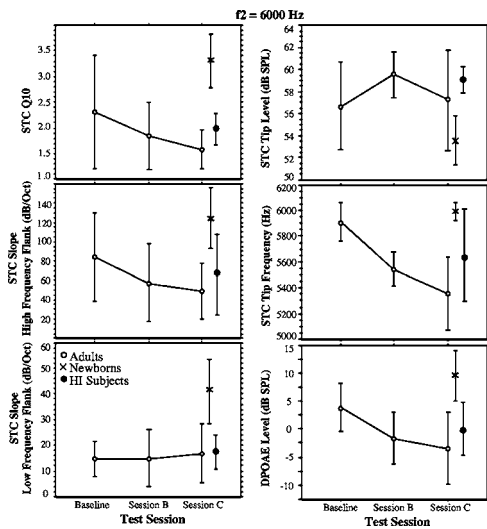 f2 = 6000 Hz
STC Q10
4.0
3.5
3.0
2.5
2.0
1.5
1.0
STC Tip Level (dB SPL)
64
62
60
58
56
54
52
50
STC Slope
High Frequency Flank (dB/Oct)
140
120
100
80
60
40
20
0
STC Tip Frequency (Hz)
6200
6000
5800
5600
5400
5200
5000
STC Slope
Low Frequency Flank (dB/Oct)
60
50
40
30
20
10
0
Adults
Newborns
HI Subjects
Baseline
Session B
Session C
Test Session
DPOAE Level (dB SPL)
15
10
5
0
-5
-10
Baseline
Session B
Session C
Test Session